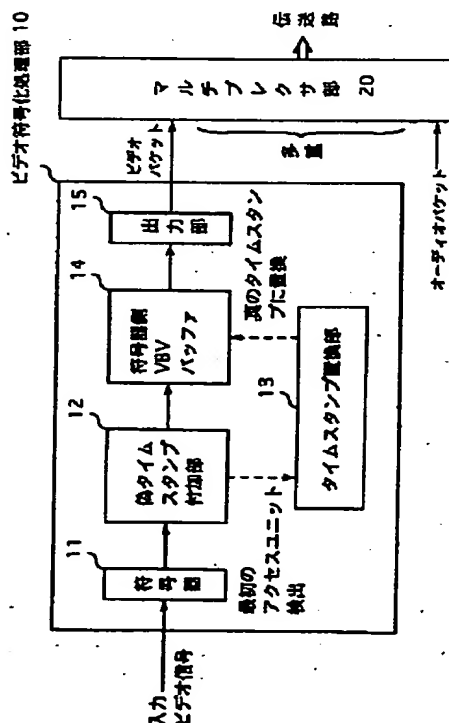 ビデオ符号化処理部 10
入力
ビデオ信号
11
符号器
12
偽タイム
スタンプ
付加部
最初の
アクセスユニット
検出
14
符号器側
VBV
バッファ
13
タイムスタンプ置換部
真のタイムスタン
プに置換
15
出力部
ビデオ
パケット
多重
オーディオパケット
マルチプレクサ部 20
伝送路